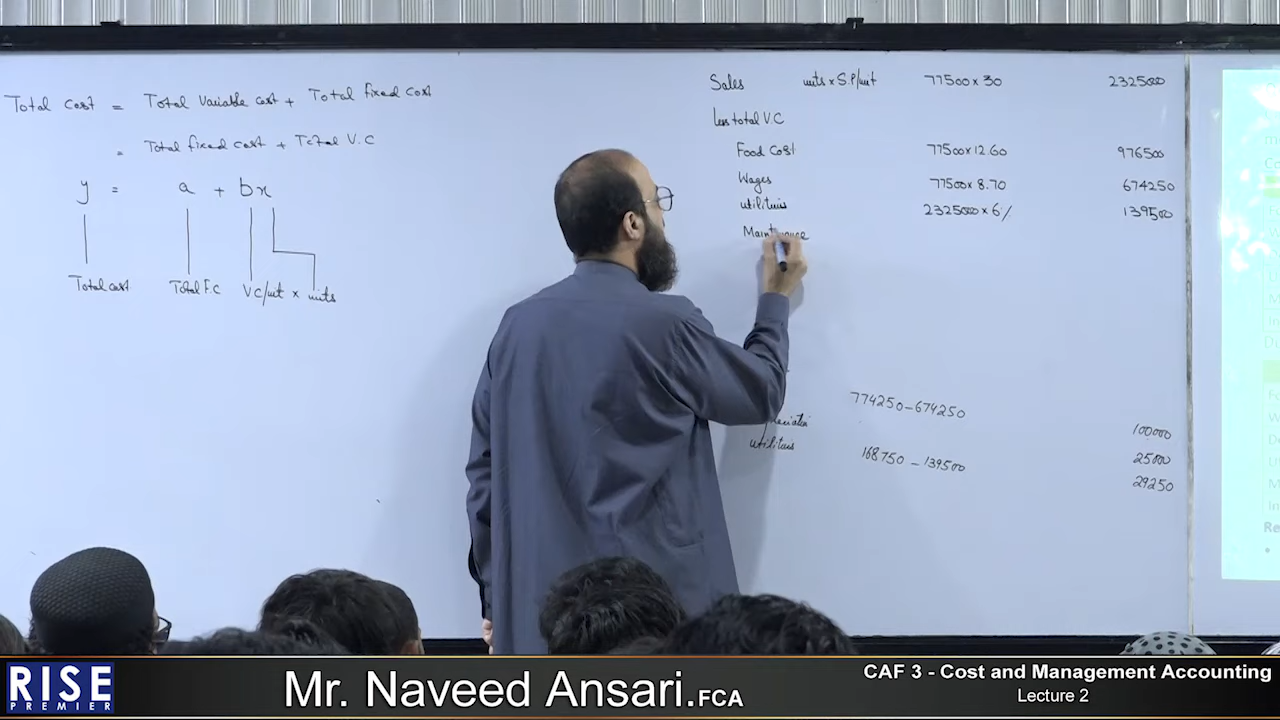 Total cost = Total Variable cost + Total fixed cost
= Total fixed cost + Total V.C
y = a + bx
Total cost Total F.C VC/unit x units
Sales units x S.P/unit 77500 x 30 2325000
Less total V.C
Food Cost 77500 x 12.60 976500
Wages 77500 x 8.70 674250
utilities 2325000 x 6% 139500
774250 - 674250 100000
25000
utilities 168750 - 139500 29250
RISE
PREMIER
Mr. Naveed Ansari.FCA
CAF 3 - Cost and Management Accounting
Lecture 2